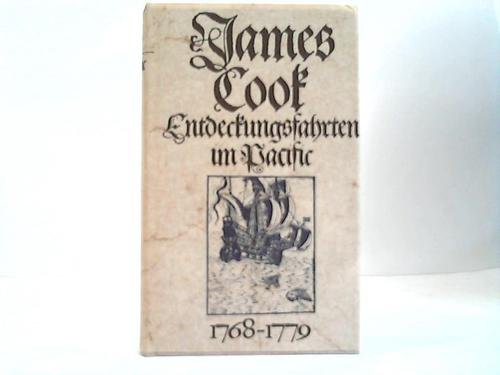 James
Cook
Entdeckungsfahrten
im Pacific
1768-1779